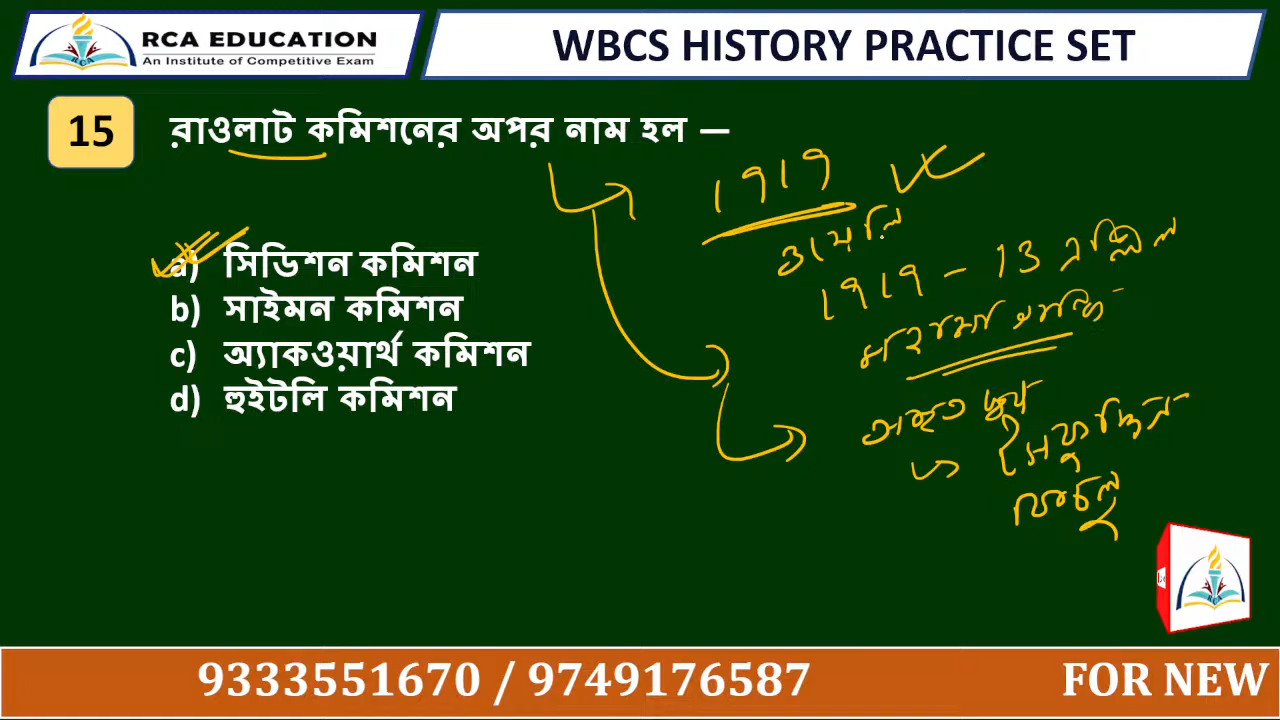 RCA EDUCATION
An Institute of Competitive Exam
WBCS HISTORY PRACTICE SET
15
রাওলাট কমিশনের অপর নাম হল —
a) সিডিশন কমিশন
b) সাইমন কমিশন
c) অ্যাকওয়ার্থ কমিশন
d) হুইটলি কমিশন
1919
1919 – 13 এপ্রিল
RCA
9333551670 / 9749176587
FOR NEW